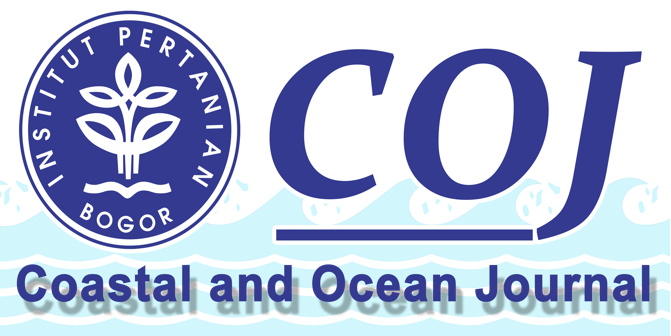 INSTITUT PERTANIAN
BOGOR
COJ
Coastal and Ocean Journal